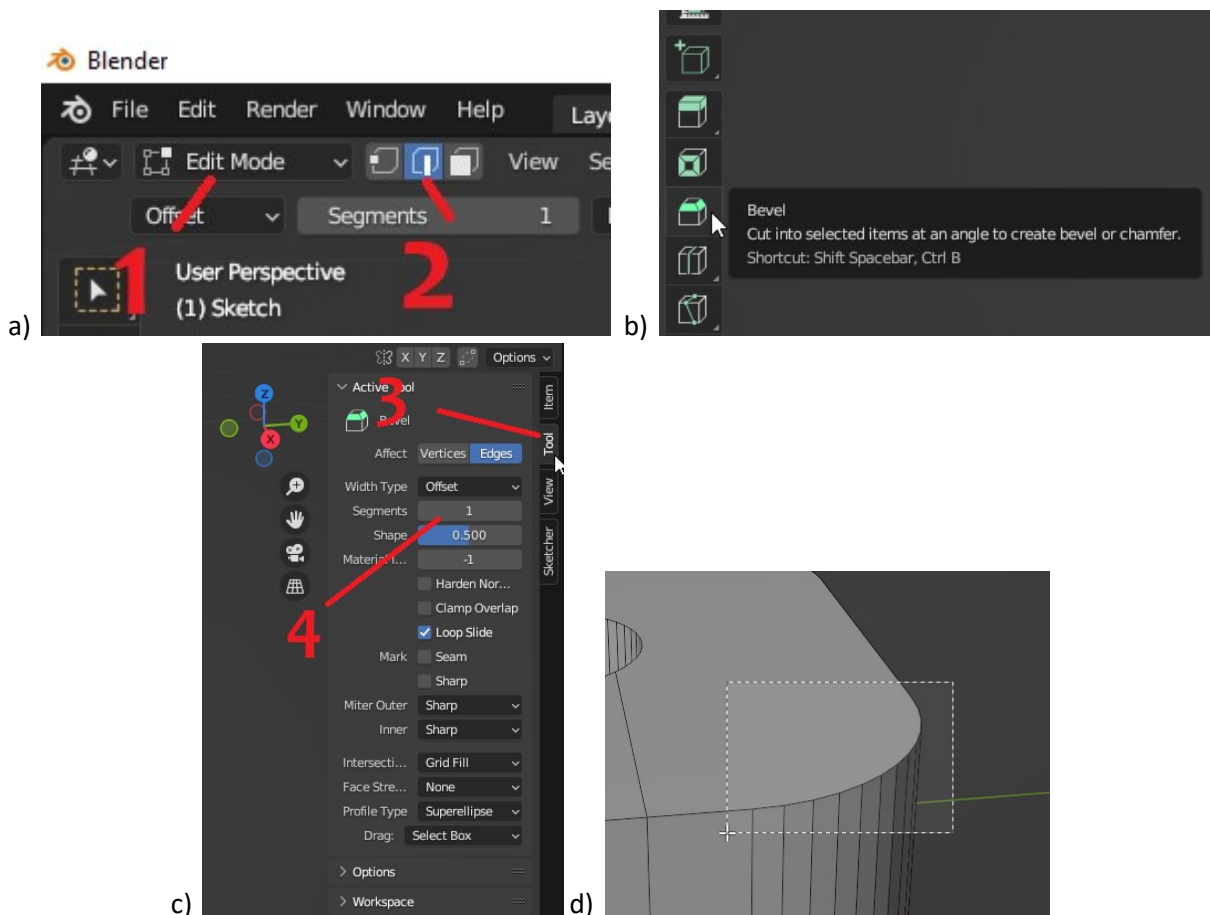 Blender
File Edit Render Window Help
Edit Mode View
Offset Segments 1
1 2
User Perspective
(1) Sketch
a)
Bevel
Cut into selected items at an angle to create bevel or chamfer.
Shortcut: Shift Spacebar, Ctrl B
b)
X Y Z Options
Active
3
Item
Bevel
Tool
Affect Vertices Edges
Width Type Offset
View
Segments 1
Shape 0.500
Sketcher
-1
Harden Nor...
Clamp Overlap
4
Loop Slide
Mark Seam
Sharp
Miter Outer Sharp
Inner Sharp
Intersecti... Grid Fill
Face Stre... None
Profile Type Superellipse
Drag: Select Box
Options
Workspace
Z
Y
X
c)
d)